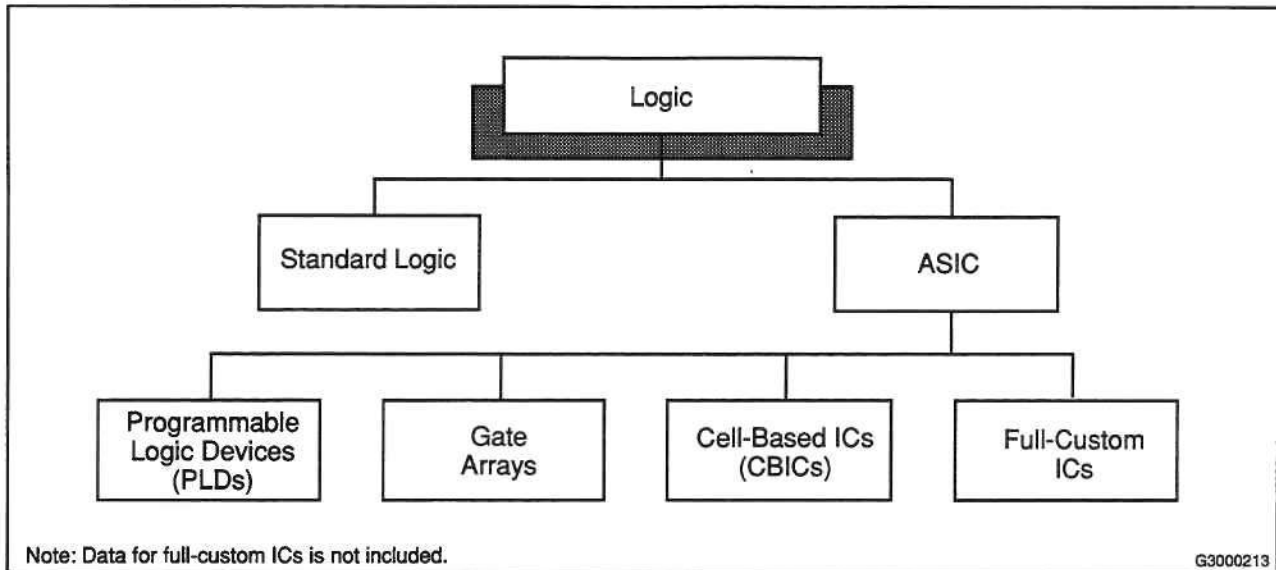 Logic
Standard Logic
ASIC
Programmable
Logic Devices
(PLDs)
Gate
Arrays
Cell-Based ICs
(CBICs)
Full-Custom
ICs
Note: Data for full-custom ICs is not included.
G3000213